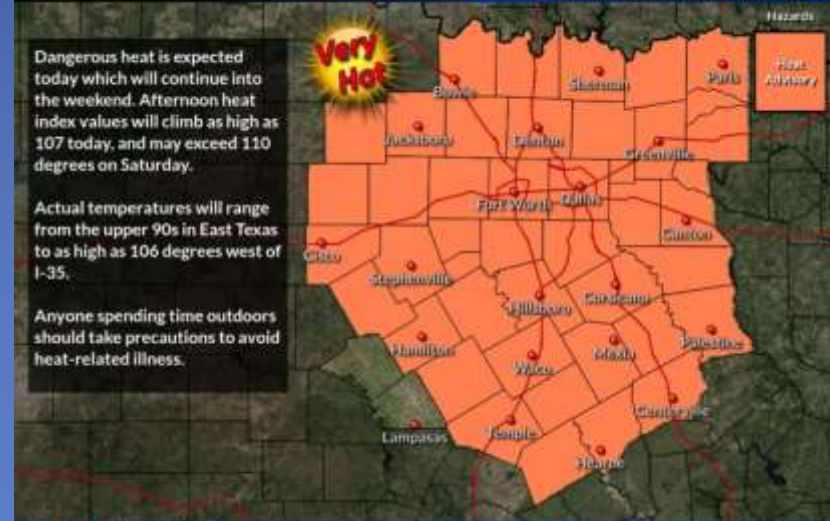 Hazards
Dangerous heat is expected
today which will continue into
the weekend. Afternoon heat
index values will climb as high as
107 today, and may exceed 110
degrees on Saturday.
Actual temperatures will range
from the upper 90s in East Texas
to as high as 106 degrees west of
I-35.
Anyone spending time outdoors
should take precautions to avoid
heat-related illness.
Very
Hot
Heat
Advisory
Bowie
Sherman
Paris
Jacksboro
Denton
Greenville
Fort Worth
Dallas
Canton
Cisco
Stephenville
Hillsboro
Corsicana
Hamilton
Waco
Mexia
Palestine
Lampasas
Temple
Centerville
Hearne